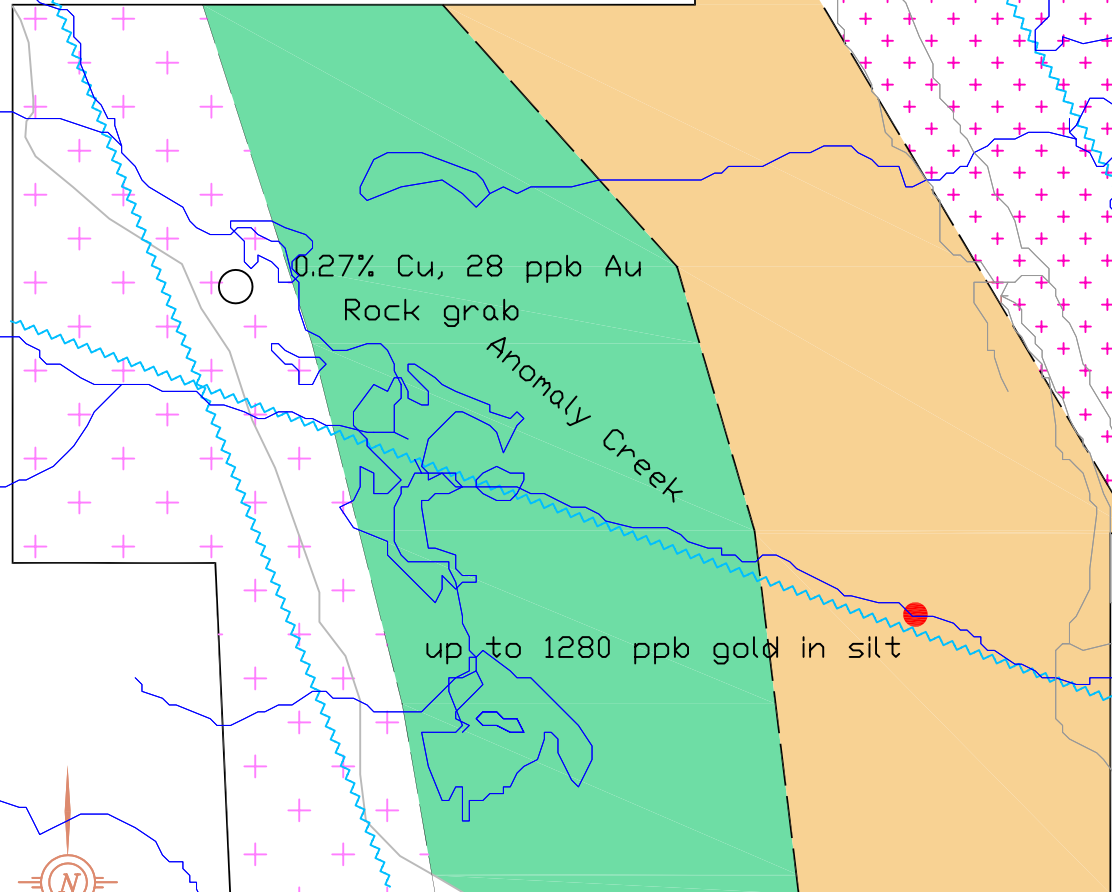 0.27% Cu, 28 ppb Au
Rock grab
Anomaly Creek
up to 1280 ppb gold in silt
N